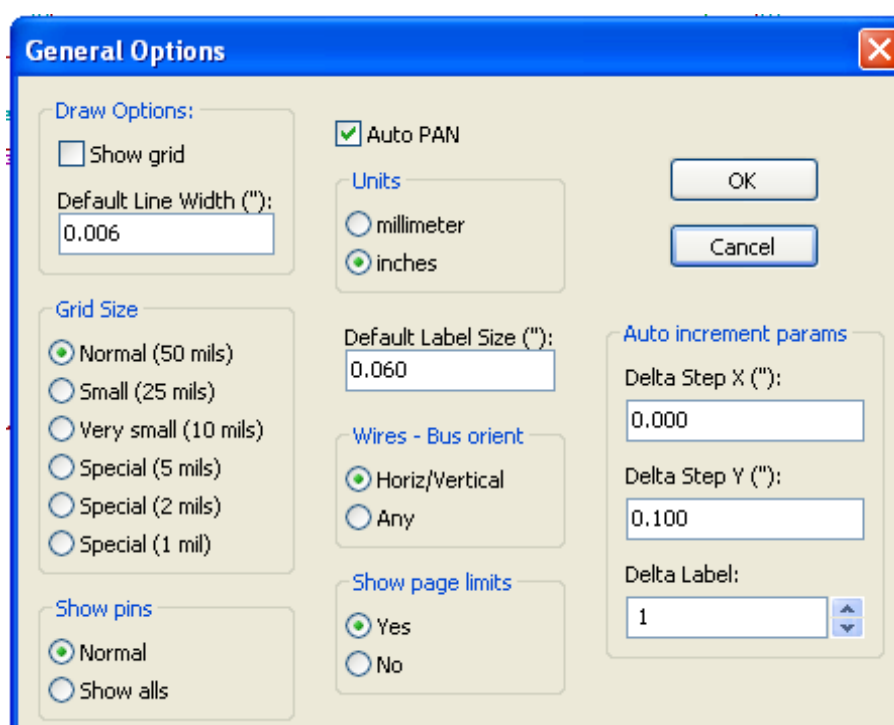 General Options
Draw Options:
Show grid
Default Line Width ("):
0.006
Grid Size
Normal (50 mils)
Small (25 mils)
Very small (10 mils)
Special (5 mils)
Special (2 mils)
Special (1 mil)
Show pins
Normal
Show alls
Auto PAN
Units
millimeter
inches
Default Label Size ("):
0.060
Wires - Bus orient
Horiz/Vertical
Any
Show page limits
Yes
No
OK
Cancel
Auto increment params
Delta Step X ("):
0.000
Delta Step Y ("):
0.100
Delta Label:
1